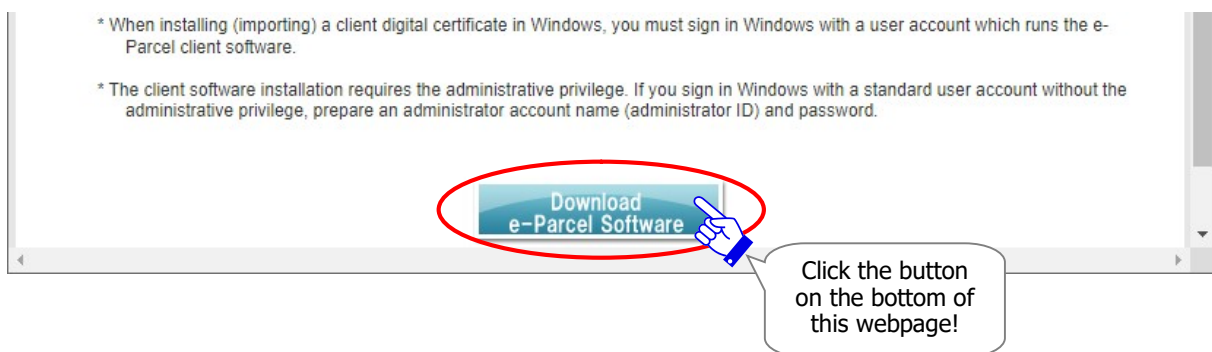 * When installing (importing) a client digital certificate in Windows, you must sign in Windows with a user account which runs the e-
Parcel client software.
* The client software installation requires the administrative privilege. If you sign in Windows with a standard user account without the
administrative privilege, prepare an administrator account name (administrator ID) and password.
Download
e-Parcel Software
Click the button
on the bottom of
this webpage!